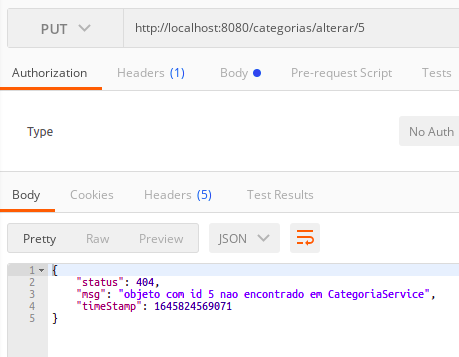 PUT http://localhost:8080/categorias/alterar/5
Authorization Headers (1) Body Pre-request Script Tests
Type No Auth
Body Cookies Headers (5) Test Results
Pretty Raw Preview JSON
1 {
2 "status": 404,
3 "msg": "objeto com id 5 nao encontrado em CategoriaService",
4 "timeStamp": 1645824569071
5 }